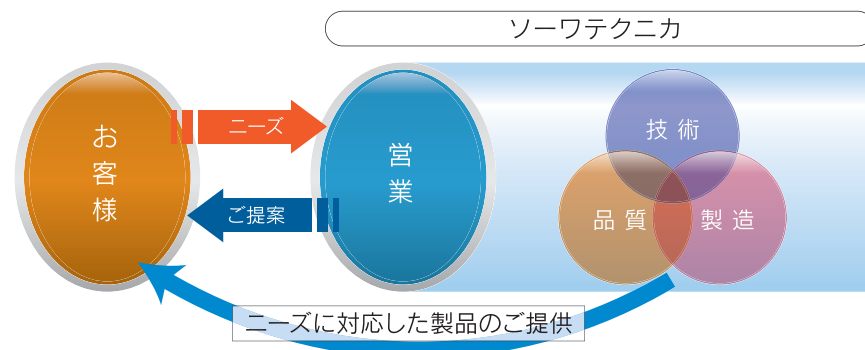 ソーワテクニカ
お客様
ニーズ
ご提案
営業
技術
品質
製造
ニーズに対応した製品のご提供